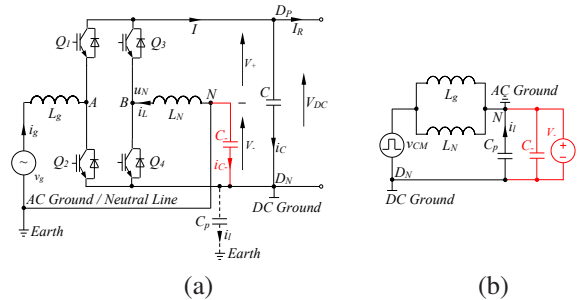 D_P
I
I_R
Q_1
Q_3
V_+
C
V_DC
u_N
N
A
B
i_L
L_N
L_g
i_g
C_-
V_-
i_C
i_C-
Q_2
Q_4
v_g
AC Ground / Neutral Line
D_N
DC Ground
C_p
i_l
Earth
Earth
(a)
L_g
AC Ground
N
L_N
i_l
v_CM
C_p
C_-
V_-
D_N
DC Ground
(b)